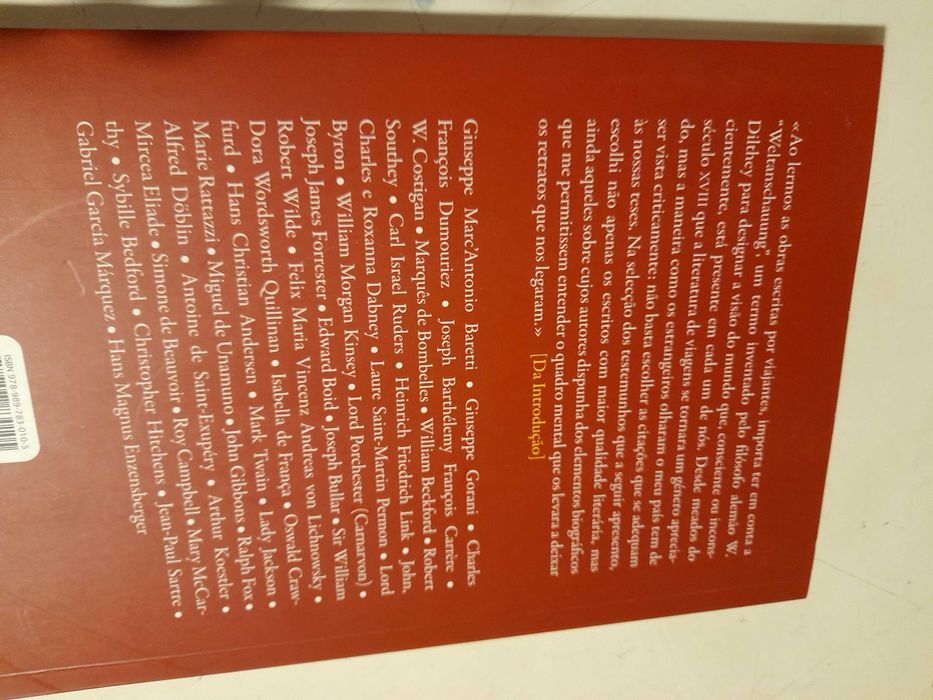 «Ao lermos as obras escritas por viajantes, importa ter em conta a
“Weltanschauung”, um termo inventado pelo filósofo alemão W.
Dilthey para designar a visão do mundo que, consciente ou incons-
cientemente, está presente em cada um de nós. Desde meados do
século XVIII que a literatura de viagens se tornara um género aprecia-
do, mas a maneira como os estrangeiros olharam o meu país tem de
ser vista criticamente: não basta escolher as citações que se adequam
às nossas teses. Na selecção dos testemunhos que a seguir apresento,
escolhi não apenas os escritos com maior qualidade literária, mas
ainda aqueles sobre cujos autores dispunha dos elementos biográficos
que me permitissem entender o quadro mental que os levara a deixar
os retratos que nos legaram.» [Da Introdução]
Giuseppe Marc’Antonio Baretti • Giuseppe Gorani • Charles
François Dumouriez • Joseph Barthélemy François Carrère •
W. Costigan • Marquês de Bombelles • William Beckford • Robert
Southey • Carl Israel Ruders • Heinrich Friedrich Link • John,
Charles e Roxanna Dabney • Laure Saint-Martin Permon • Lord
Byron • William Morgan Kinsey • Lord Porchester (Carnarvon) •
Joseph James Forrester • Edward Boid • Joseph Bullar • Sir William
Robert Wilde • Felix Maria Vincenz Andreas von Lichnowsky •
Dora Wordsworth Quillinan • Isabella de França • Oswald Craw-
furd • Hans Christian Andersen • Mark Twain • Lady Jackson •
Marie Rattazzi • Miguel de Unamuno • John Gibbons • Ralph Fox •
Alfred Döblin • Antoine de Saint-Exupéry • Arthur Koestler •
Mircea Eliade • Simone de Beauvoir • Roy Campbell • Mary McCar-
thy • Sybille Bedford • Christopher Hitchens • Jean-Paul Sartre •
Gabriel García Márquez • Hans Magnus Enzensberger
ISBN 978-989-783-010-5